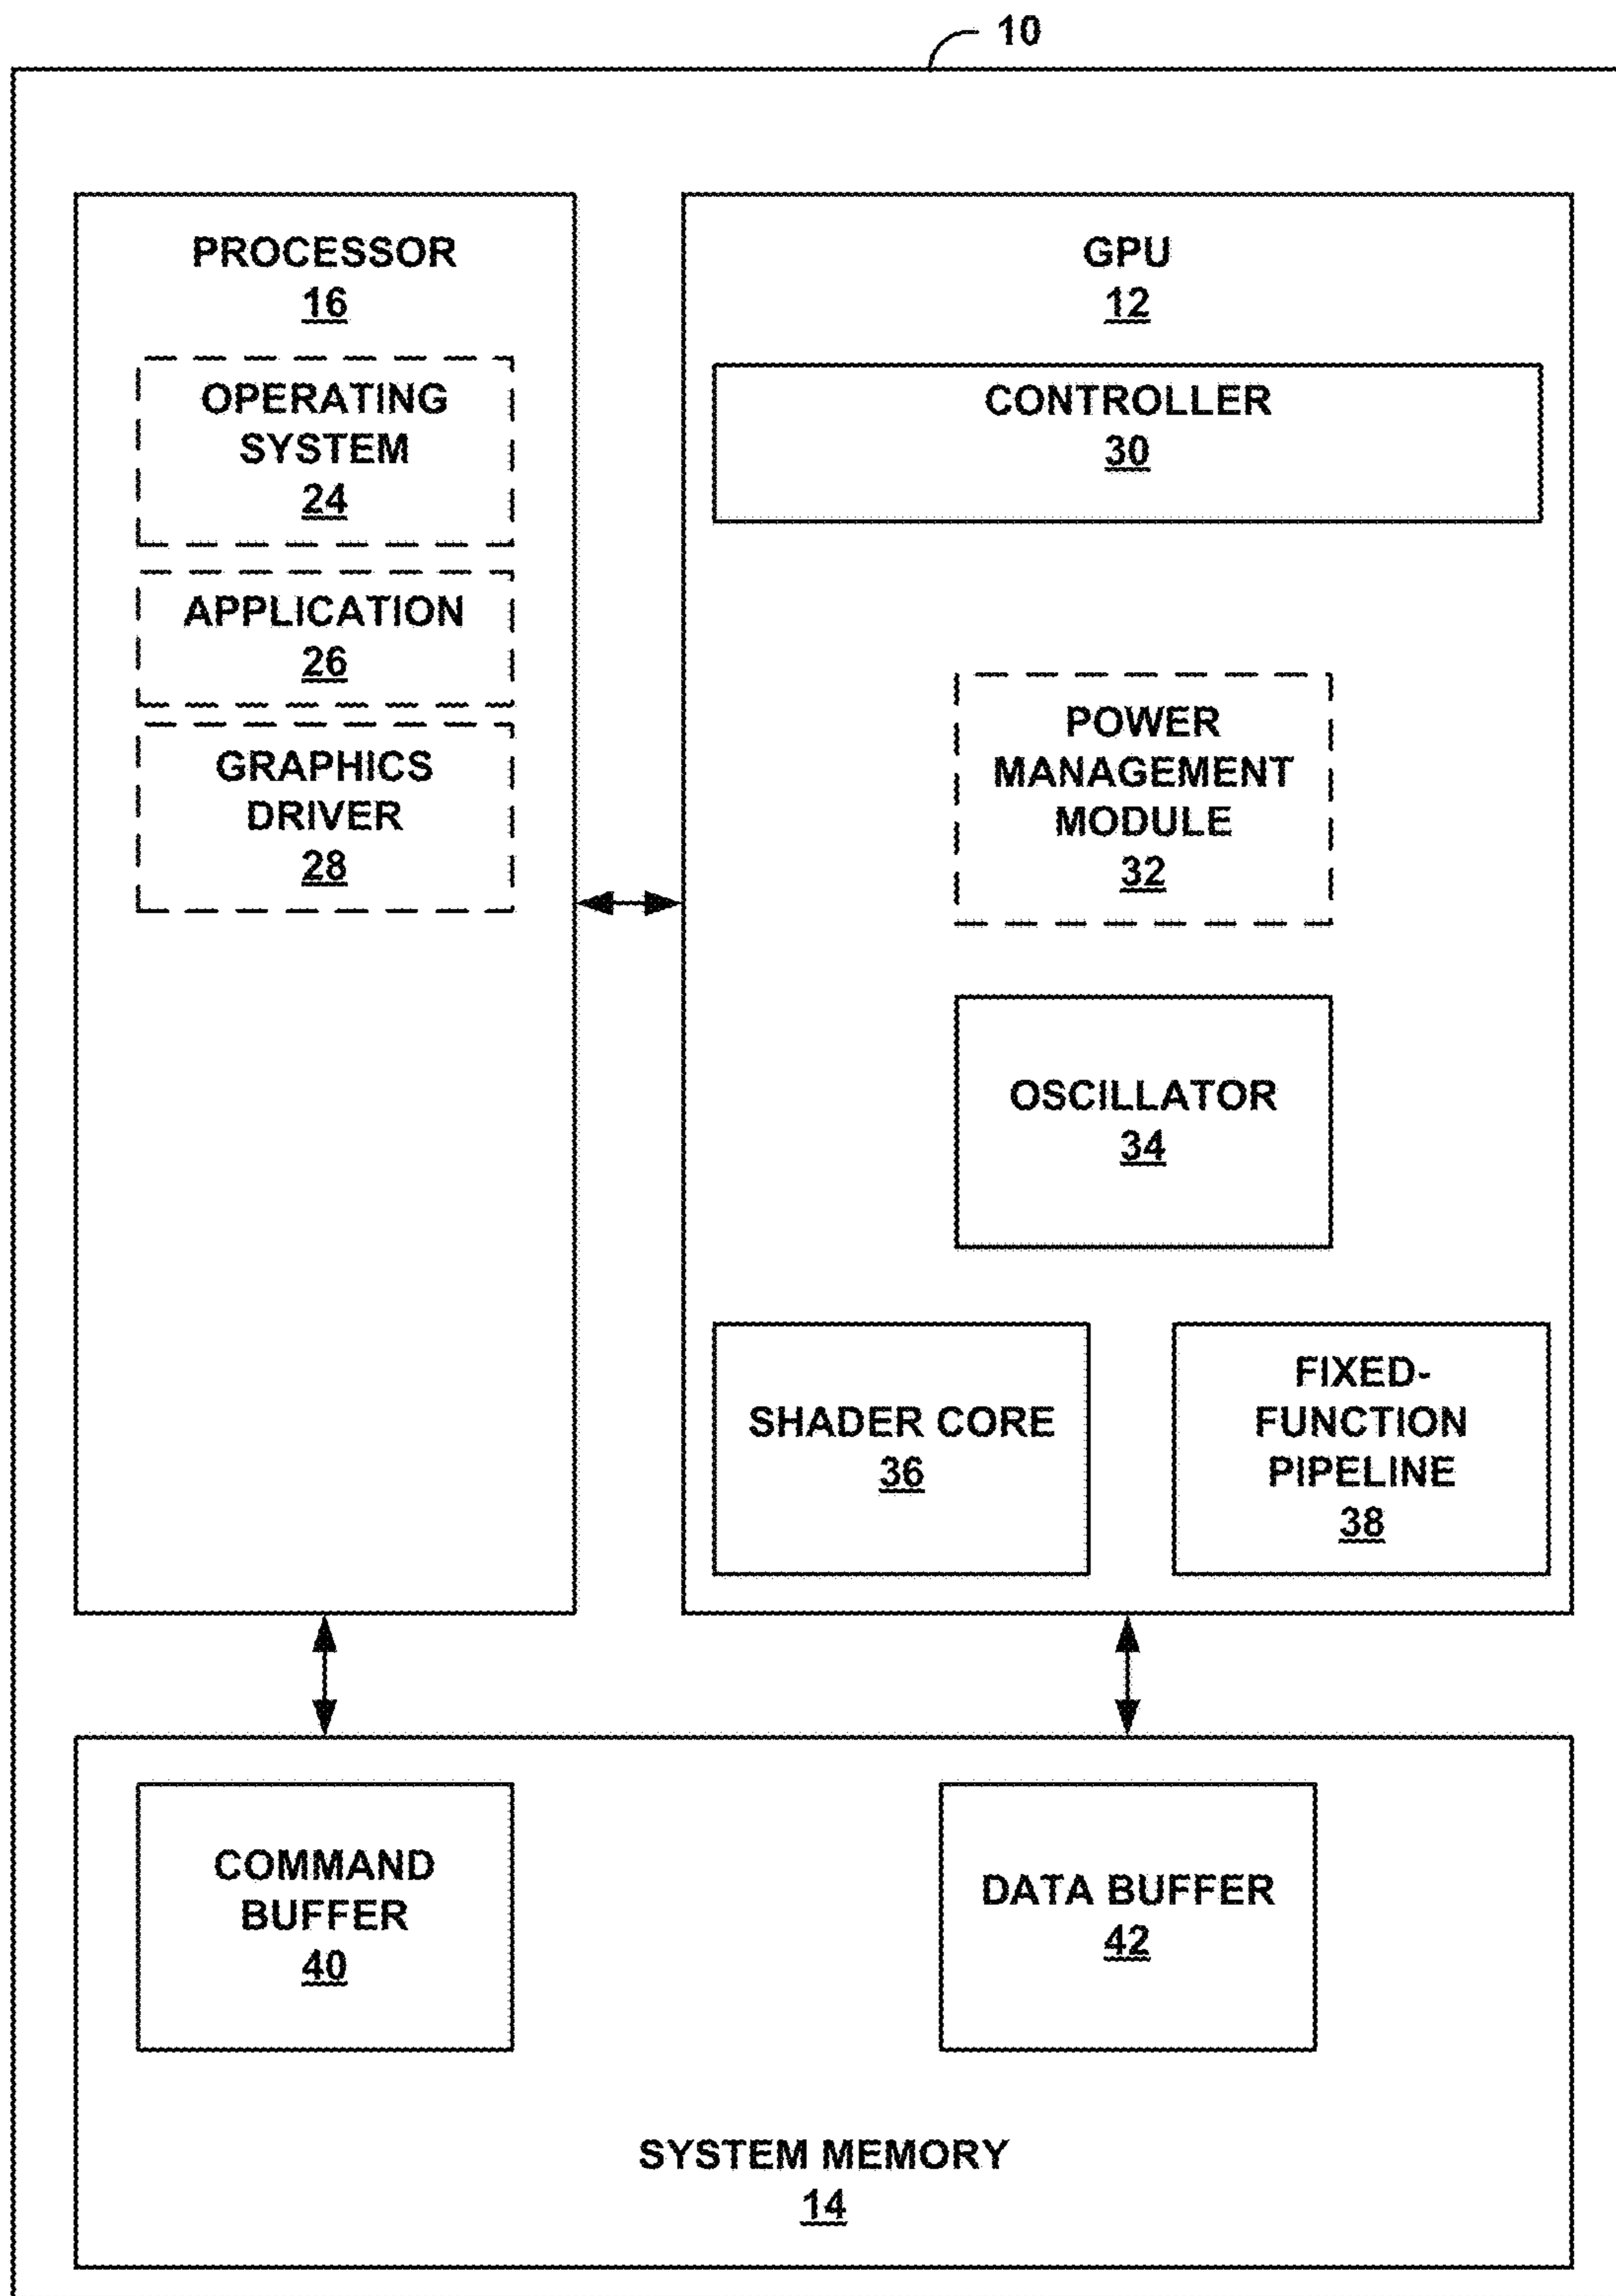 10
PROCESSOR
16
OPERATING
SYSTEM
24
APPLICATION
26
GRAPHICS
DRIVER
28
GPU
12
CONTROLLER
30
POWER
MANAGEMENT
MODULE
32
OSCILLATOR
34
SHADER CORE
36
FIXED-
FUNCTION
PIPELINE
38
COMMAND
BUFFER
40
DATA BUFFER
42
SYSTEM MEMORY
14